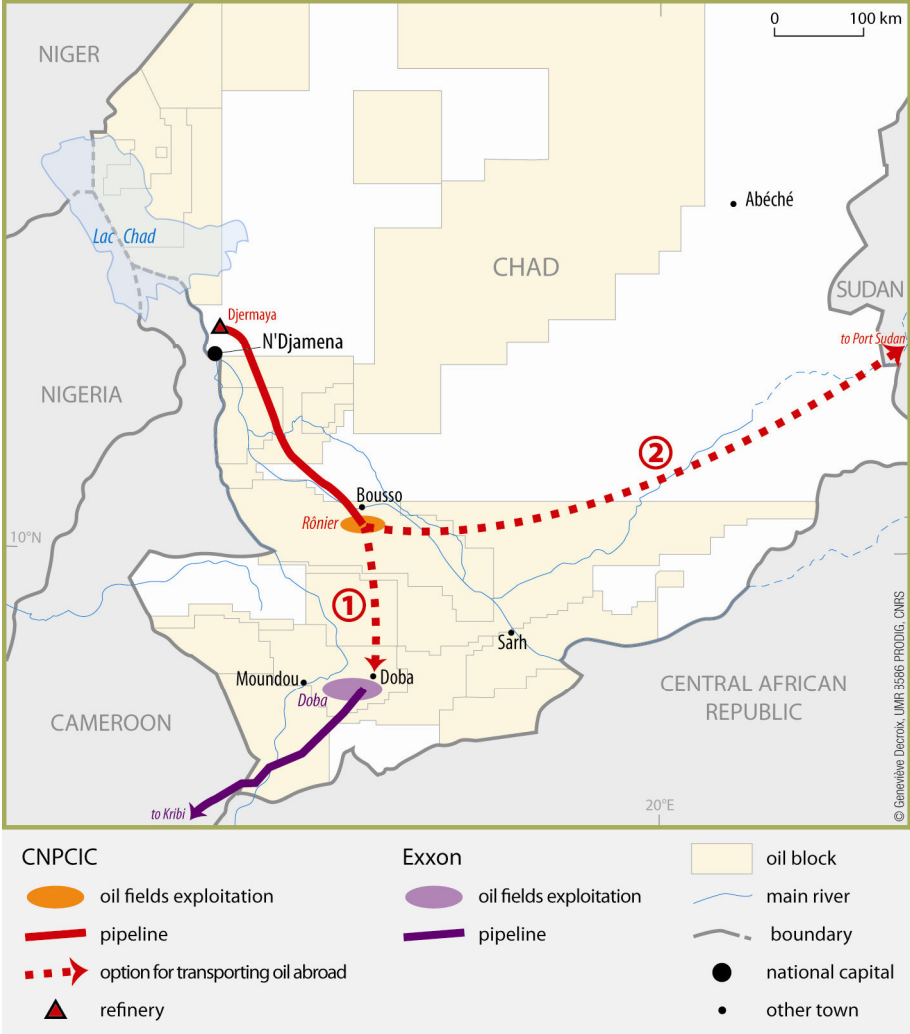 0 100 km
NIGER
Abéché
Lac Chad
CHAD
SUDAN
Djermaya
to Port Sudan
N'Djamena
NIGERIA
2
Bousso
Rônier
10°N
1
Sarh
Moundou
Doba
Doba
CENTRAL AFRICAN
REPUBLIC
CAMEROON
to Kribi
20°E
© Geneviève Decroix, UMR 8586 PRODIG, CNRS
CNPCIC
oil fields exploitation
pipeline
option for transporting oil abroad
refinery
Exxon
oil fields exploitation
pipeline
oil block
main river
boundary
national capital
other town